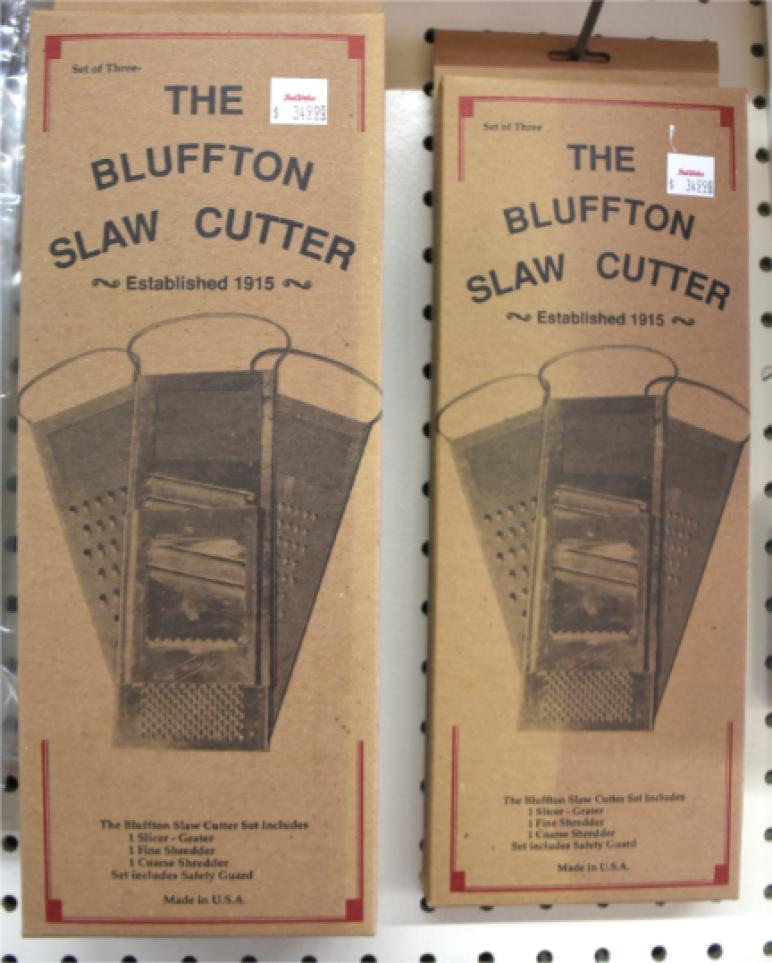 Set of Three-
THE
BLUFFTON
SLAW CUTTER
Established 1915
The Bluffton Slaw Cutter Set Includes
1 Slicer - Grater
1 Fine Shredder
1 Coarse Shredder
Set includes Safety Guard
Made in U.S.A.
Set of Three
THE
BLUFFTON
SLAW CUTTER
Established 1915
The Bluffton Slaw Cutter Set Includes
1 Slicer - Grater
1 Fine Shredder
1 Coarse Shredder
Set includes Safety Guard
Made in U.S.A.